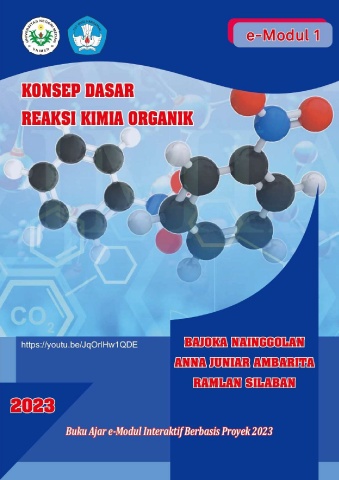 e-Modul 1
KONSEP DASAR
REAKSI KIMIA ORGANIK
CO2
https://youtu.be/JqOrlHw1QDE
BAJOKA NAINGGOLAN
ANNA JUNIAR AMBARITA
RAMLAN SILABAN
2023
Buku Ajar e-Modul Interaktif Berbasis Proyek 2023